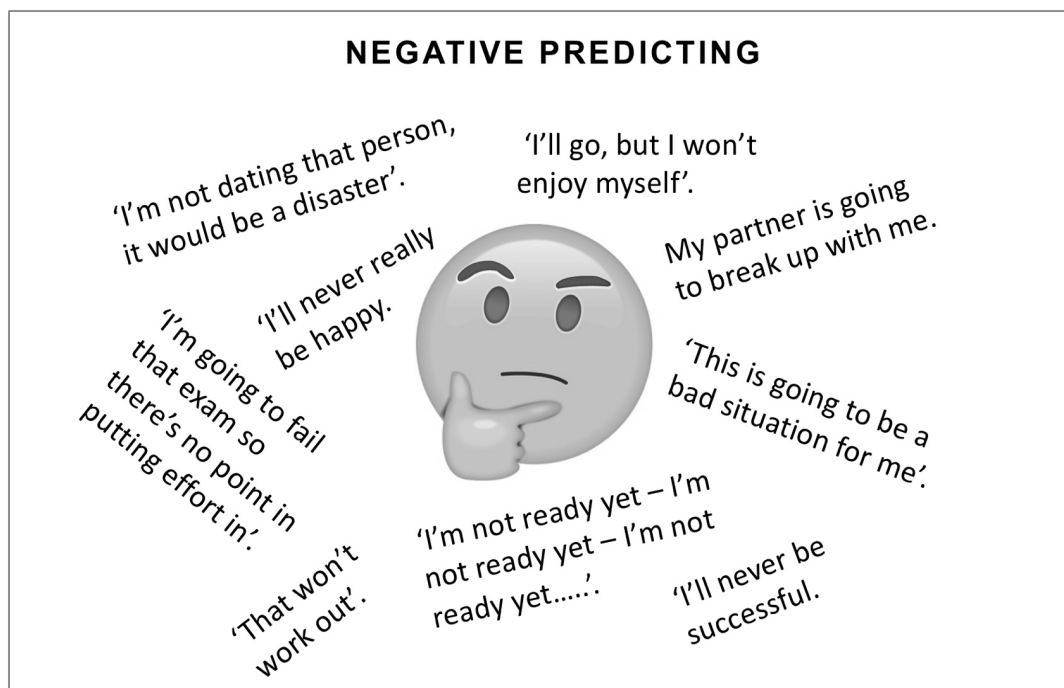 NEGATIVE PREDICTING
‘I’m not dating that person,
it would be a disaster’.
‘I’ll go, but I won’t
enjoy myself’.
My partner is going
to break up with me.
‘I’ll never really
be happy.
‘I’m going to fail
that exam so
there’s no point in
putting effort in’.
‘This is going to be a
bad situation for me’.
‘I’m not ready yet – I’m
not ready yet – I’m not
ready yet…..’.
‘That won’t
work out’.
‘I’ll never be
successful.